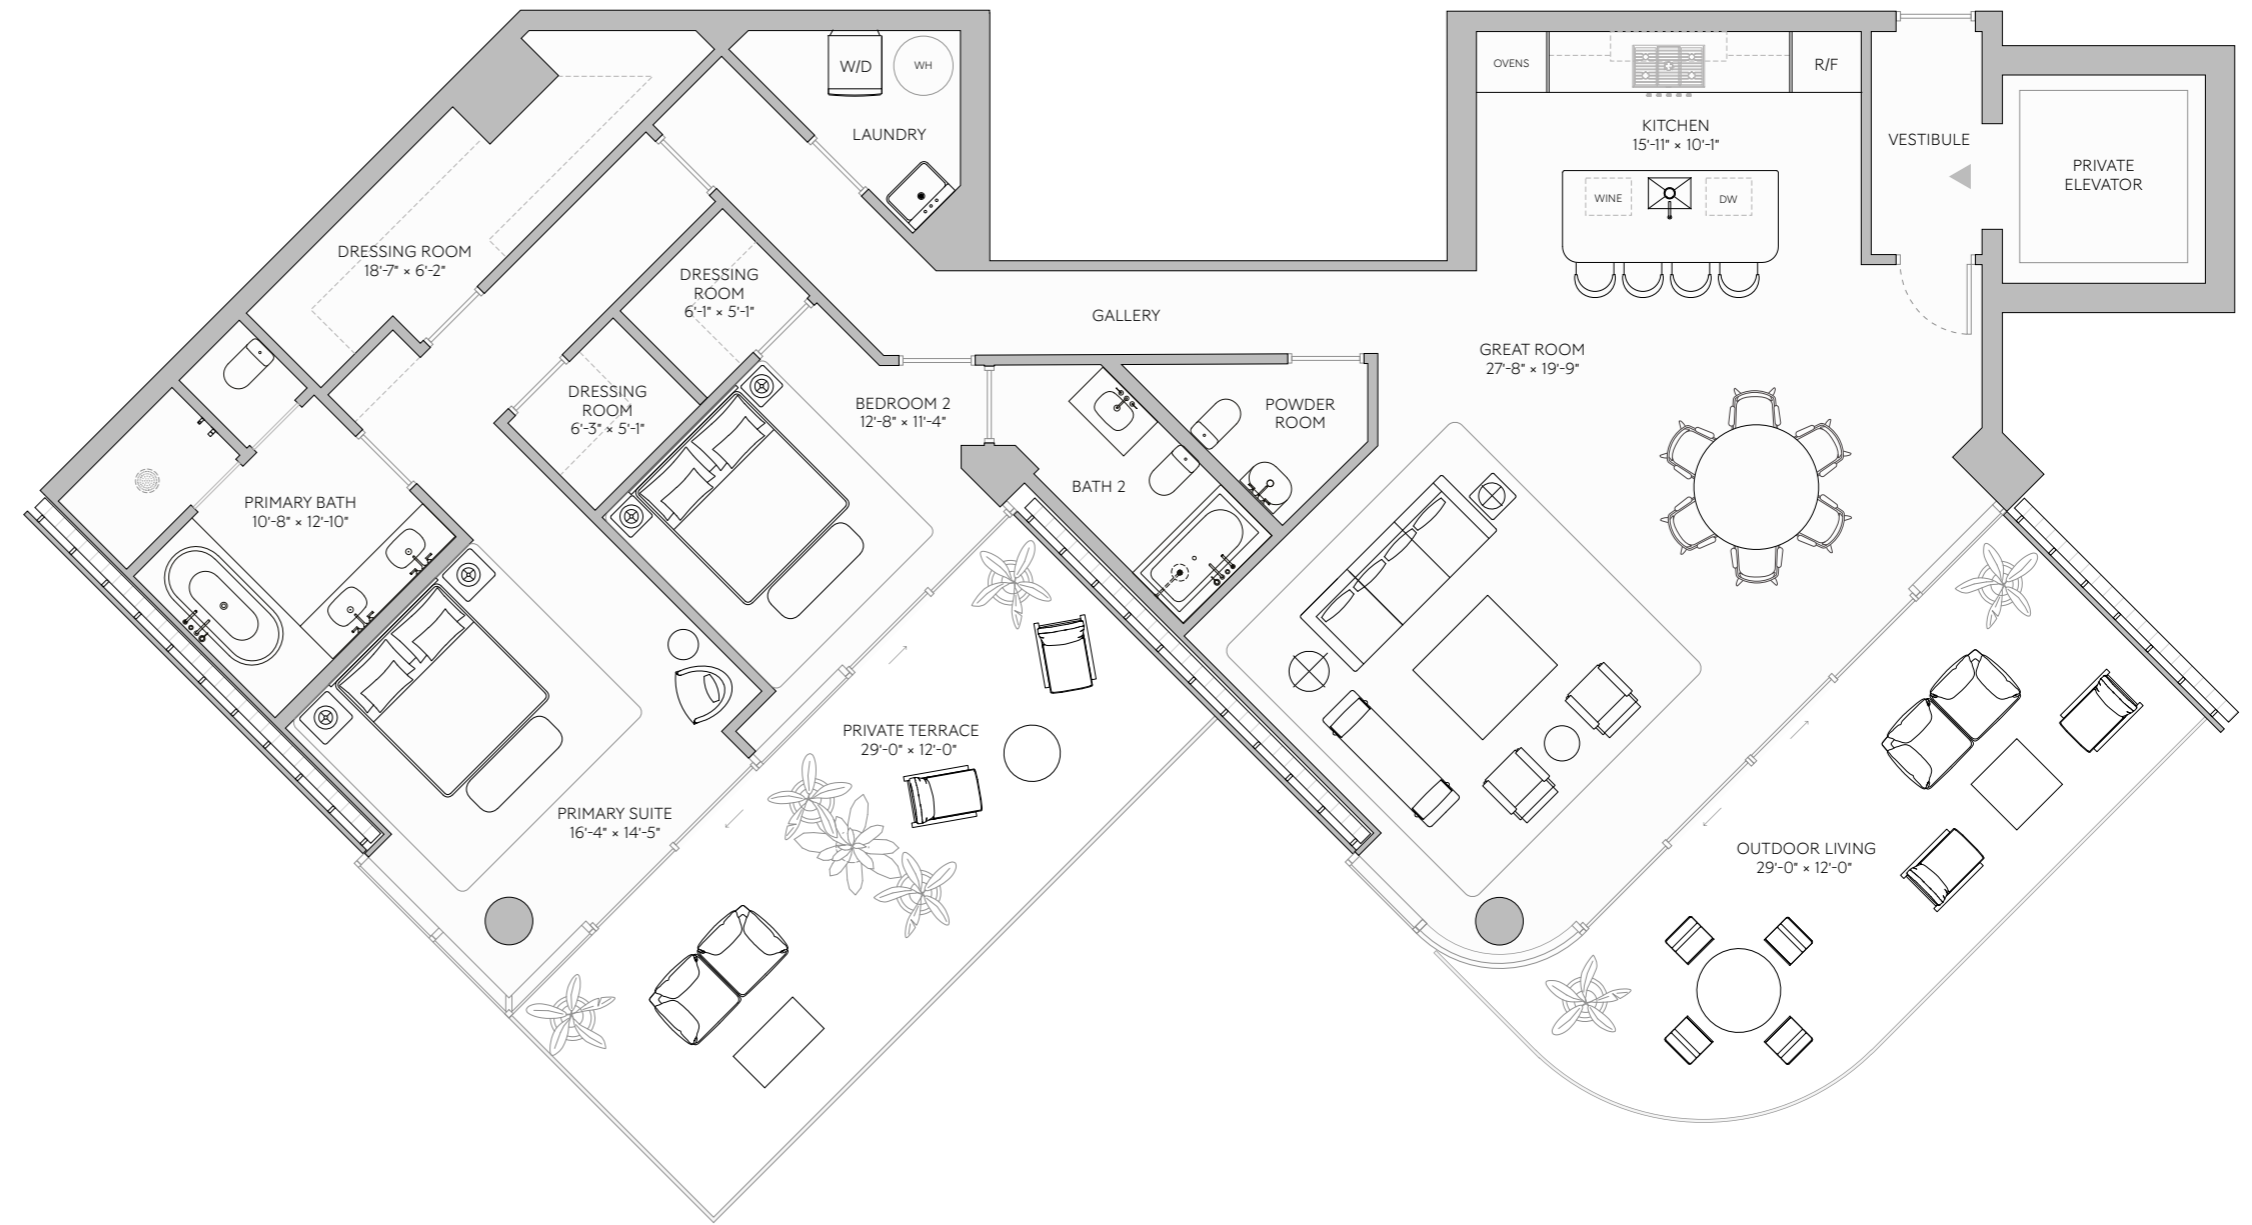 W/D
WH
LAUNDRY
OVENS
R/F
KITCHEN
15'-11" × 10'-1"
WINE
DW
VESTIBULE
PRIVATE
ELEVATOR
DRESSING ROOM
18'-7" × 6'-2"
DRESSING
ROOM
6'-1" × 5'-1"
GALLERY
GREAT ROOM
27'-8" × 19'-9"
DRESSING
ROOM
6'-3" × 5'-1"
BEDROOM 2
12'-8" × 11'-4"
POWDER
ROOM
BATH 2
PRIMARY BATH
10'-8" × 12'-10"
PRIVATE TERRACE
29'-0" × 12'-0"
PRIMARY SUITE
16'-4" × 14'-5"
OUTDOOR LIVING
29'-0" × 12'-0"